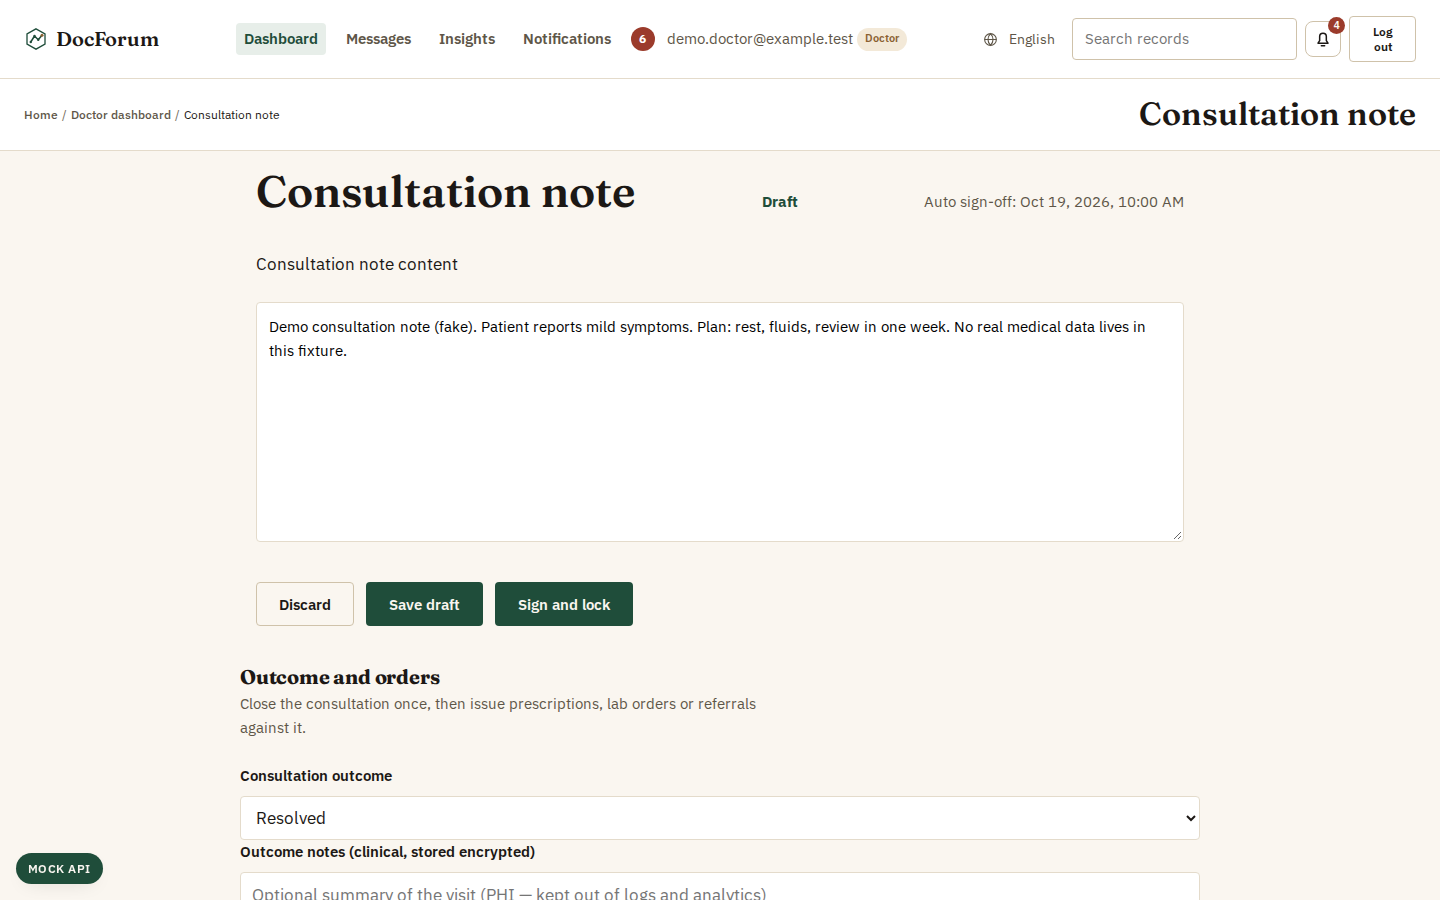 DocForum
Dashboard
Messages
Insights
Notifications
6
demo.doctor@example.test
Doctor
English
Search records
4
Log out
Home / Doctor dashboard / Consultation note
Consultation note
Consultation note
Draft
Auto sign-off: Oct 19, 2026, 10:00 AM
Consultation note content
Demo consultation note (fake). Patient reports mild symptoms. Plan: rest, fluids, review in one week. No real medical data lives in
this fixture.
Discard
Save draft
Sign and lock
Outcome and orders
Close the consultation once, then issue prescriptions, lab orders or referrals
against it.
Consultation outcome
Resolved
Outcome notes (clinical, stored encrypted)
Optional summary of the visit (PHI — kept out of logs and analytics)
MOCK API